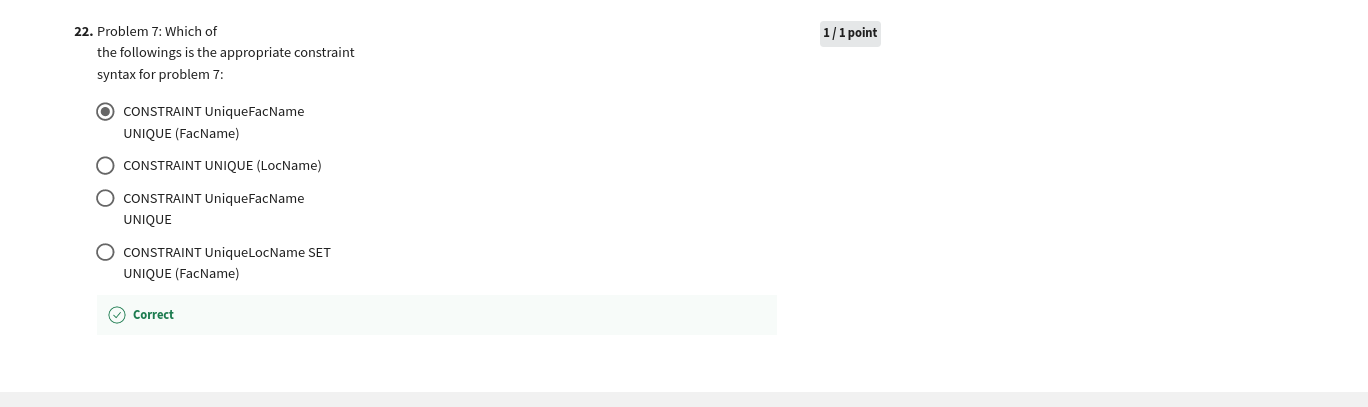 22. Problem 7: Which of
the followings is the appropriate constraint
syntax for problem 7:
1 / 1 point
CONSTRAINT UniqueFacName
UNIQUE (FacName)
CONSTRAINT UNIQUE (LocName)
CONSTRAINT UniqueFacName
UNIQUE
CONSTRAINT UniqueLocName SET
UNIQUE (FacName)
Correct